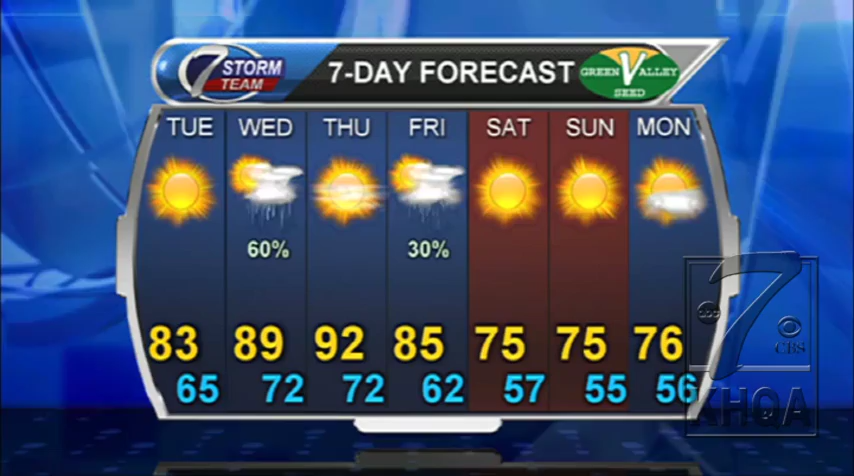 7 STORM TEAM
7-DAY FORECAST
GREEN VALLEY SEED
TUE WED THU FRI SAT SUN MON
60% 30%
83 89 92 85 75 75 76
65 72 72 62 57 55 56
abc 7 CBS
KHQA